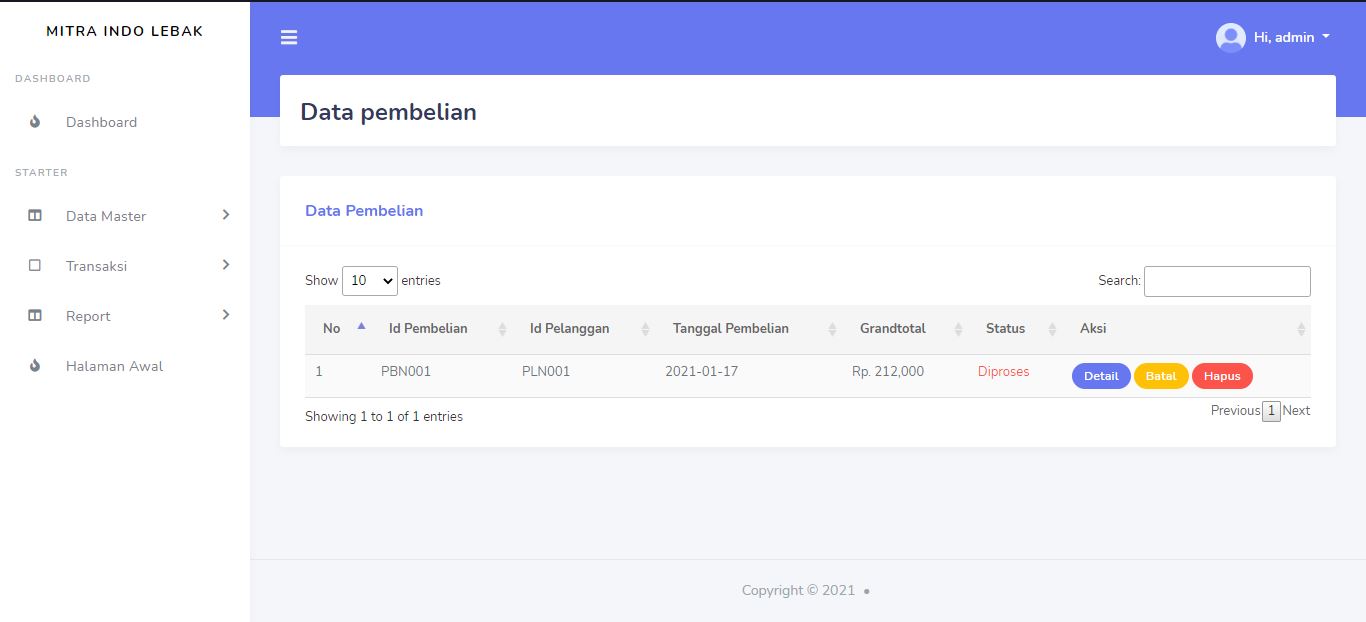 MITRA INDO LEBAK
DASHBOARD
Dashboard
STARTER
Data Master
Transaksi
Report
Halaman Awal
Hi, admin
Data pembelian
Data Pembelian
Show 10 entries
Search:
No Id Pembelian Id Pelanggan Tanggal Pembelian Grandtotal Status Aksi
1 PBN001 PLN001 2021-01-17 Rp. 212,000 Diproses Detail Batal Hapus
Showing 1 to 1 of 1 entries
Previous 1 Next
Copyright © 2021 •